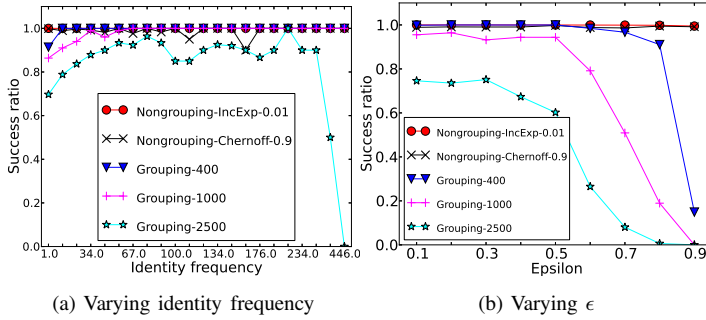 Success ratio
1.0
0.8
0.6
0.4
0.2
0.0
Nongrouping-IncExp-0.01
Nongrouping-Chernoff-0.9
Grouping-400
Grouping-1000
Grouping-2500
1.0 34.0 67.0 100.0 134.0 176.0 234.0 446.0
Identity frequency
(a) Varying identity frequency
Success ratio
1.0
0.8
0.6
0.4
0.2
0.0
Nongrouping-IncExp-0.01
Nongrouping-Chernoff-0.9
Grouping-400
Grouping-1000
Grouping-2500
0.1 0.3 0.5 0.7 0.9
Epsilon
(b) Varying ϵ